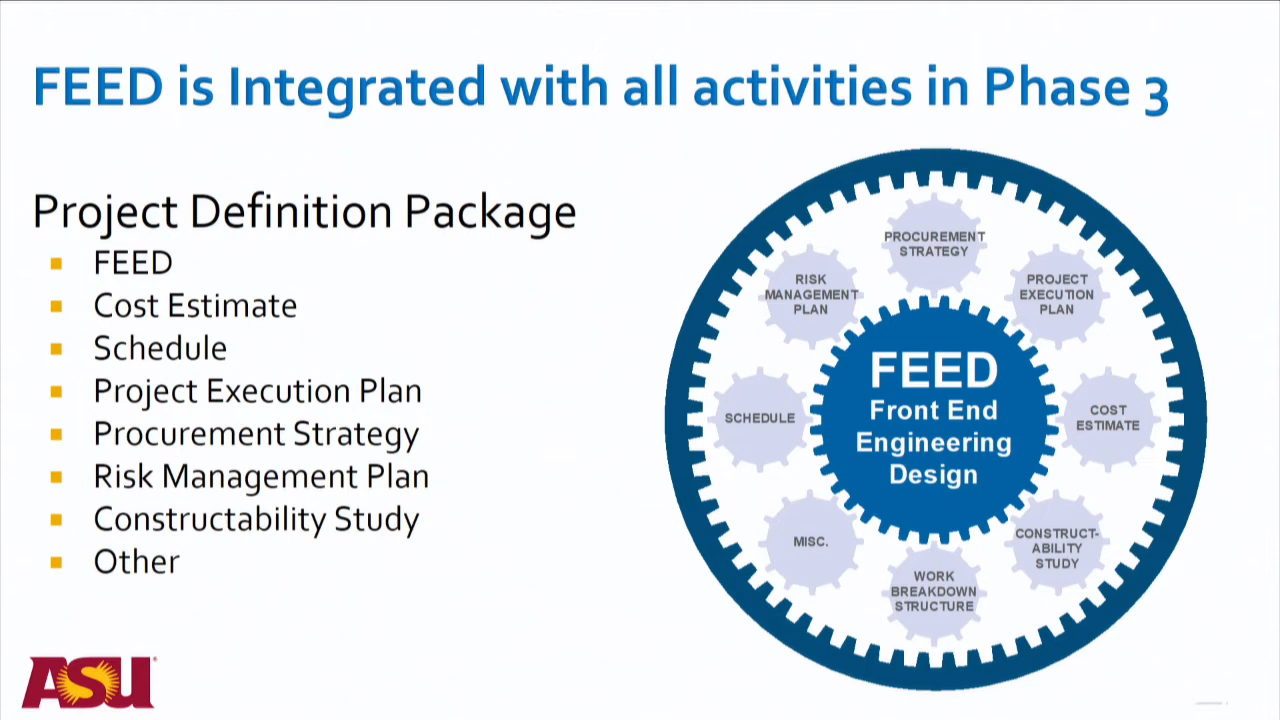 FEED is Integrated with all activities in Phase 3
Project Definition Package
FEED
Cost Estimate
Schedule
Project Execution Plan
Procurement Strategy
Risk Management Plan
Constructability Study
Other
PROCUREMENT
STRATEGY
RISK
MANAGEMENT
PLAN
PROJECT
EXECUTION
PLAN
FEED
Front End
Engineering
Design
SCHEDULE
COST
ESTIMATE
MISC.
CONSTRUCT-
ABILITY
STUDY
WORK
BREAKDOWN
STRUCTURE
ASU